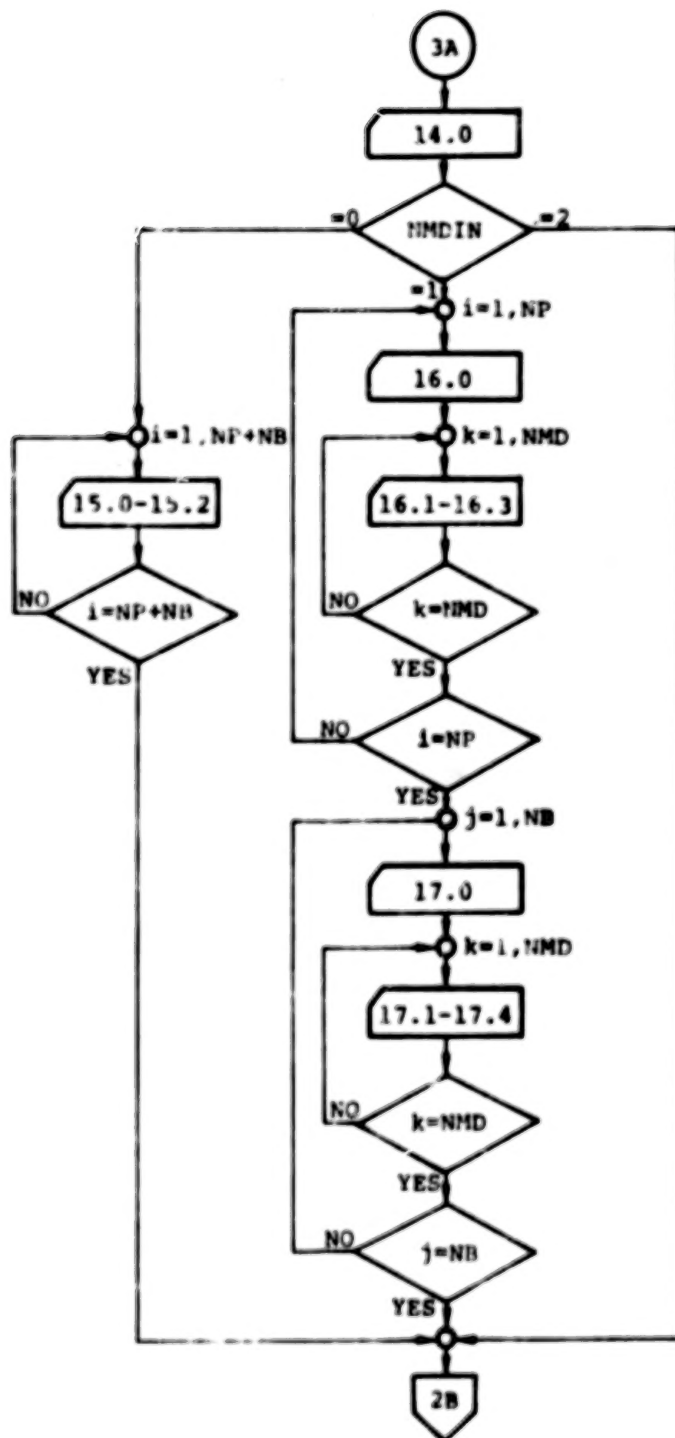 3A
14.0
=0
NMDIN
=2
=1
i=1,NP
16.0
i=1,NP+NB
k=1,NMD
15.0-15.2
16.1-16.3
NO
i=NP+NB
NO
k=NMD
YES
YES
NO
i=NP
YES
j=1,NB
17.0
k=1,NMD
17.1-17.4
NO
k=NMD
YES
NO
j=NB
YES
2B